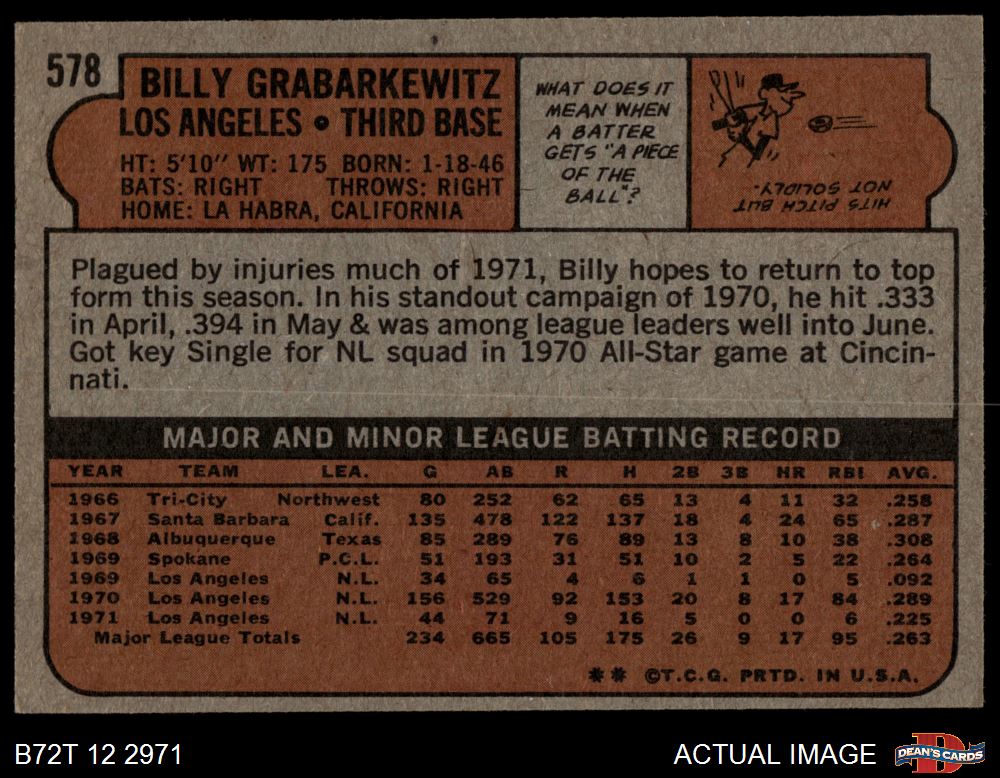 578
BILLY GRABARKEWITZ
LOS ANGELES • THIRD BASE
HT: 5'10" WT: 175 BORN: 1-18-46
BATS: RIGHT THROWS: RIGHT
HOME: LA HABRA, CALIFORNIA
WHAT DOES IT
MEAN WHEN
A BATTER
GETS "A PIECE
OF THE
BALL"?
HITS PITCH BUT
NOT SOLIDLY.
Plagued by injuries much of 1971, Billy hopes to return to top
form this season. In his standout campaign of 1970, he hit .333
in April, .394 in May & was among league leaders well into June.
Got key Single for NL squad in 1970 All-Star game at Cincin-
nati.
MAJOR AND MINOR LEAGUE BATTING RECORD
YEAR TEAM LEA. G AB R H 2B 3B HR RBI AVG.
1966 Tri-City Northwest 80 252 62 65 13 4 11 32 .258
1967 Santa Barbara Calif. 135 478 122 137 18 4 24 65 .287
1968 Albuquerque Texas 85 289 76 89 13 8 10 38 .308
1969 Spokane P.C.L. 51 193 31 51 10 2 5 22 .264
1969 Los Angeles N.L. 34 65 4 6 1 1 0 5 .092
1970 Los Angeles N.L. 156 529 92 153 20 8 17 84 .289
1971 Los Angeles N.L. 44 71 9 16 5 0 0 6 .225
Major League Totals 234 665 105 175 26 9 17 95 .263
** ©T.C.G. PRTD. IN U.S.A.
B72T 12 2971
ACTUAL IMAGE
D
DEAN'S CARDS